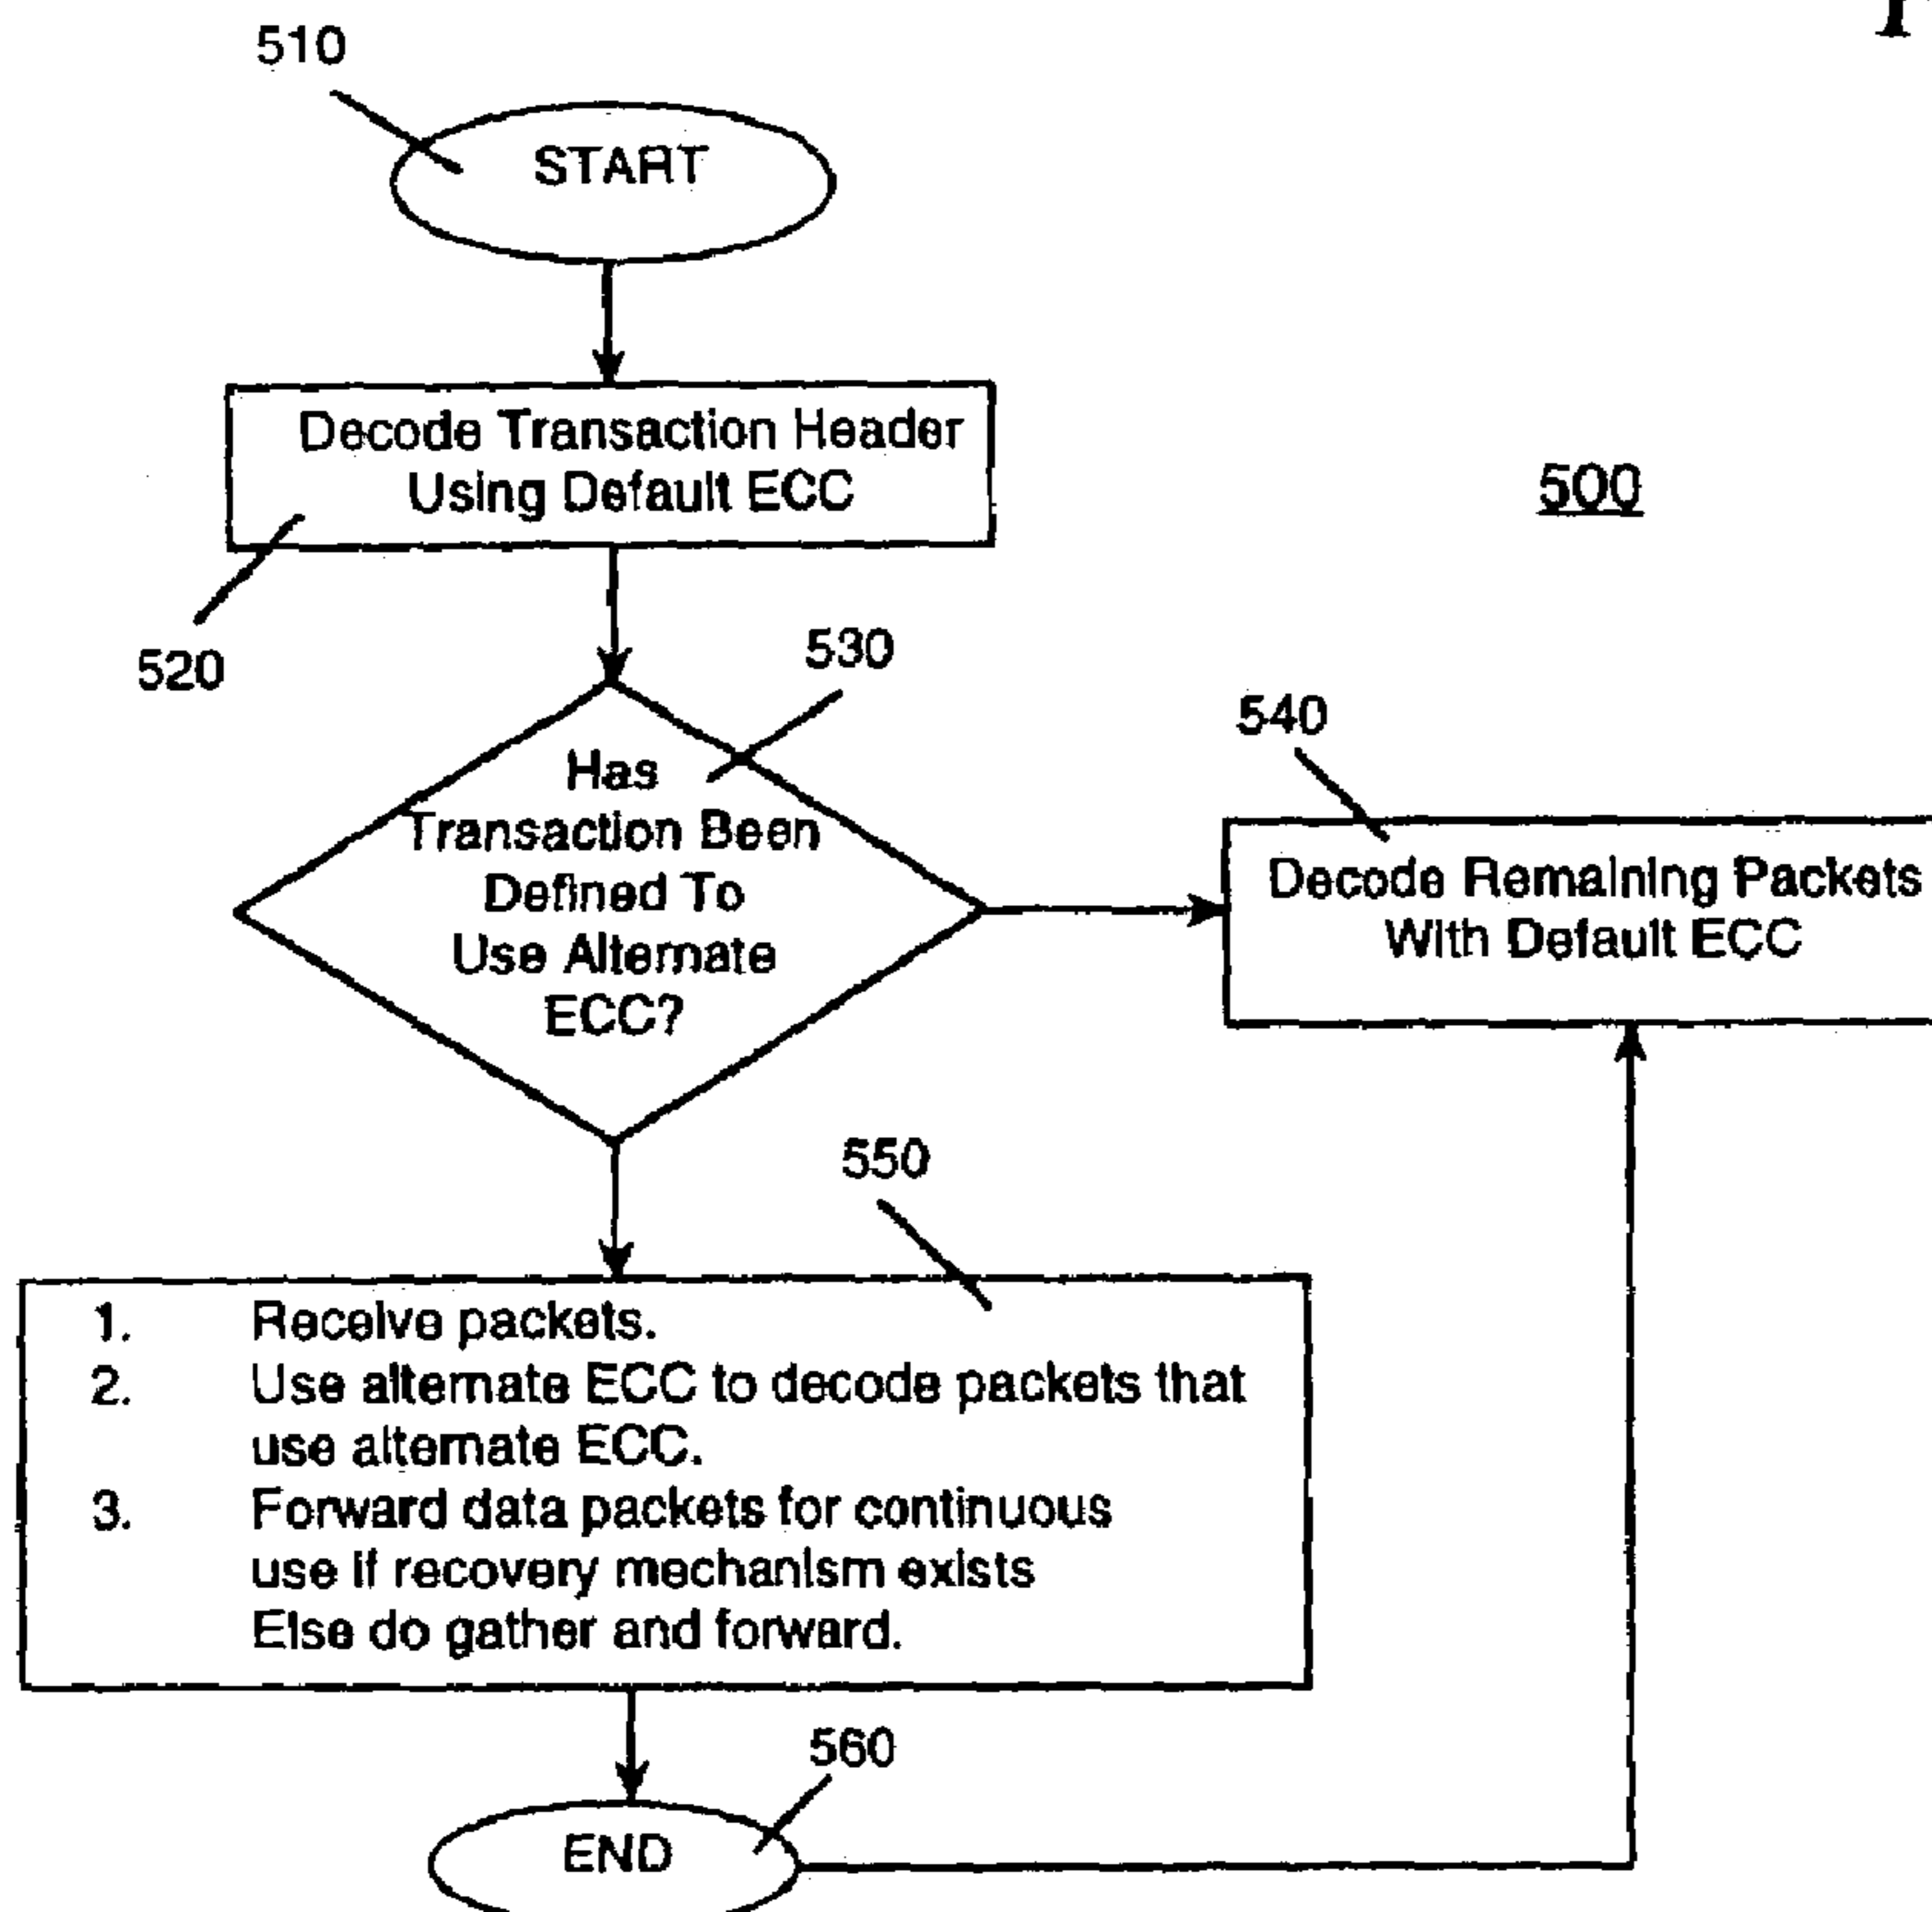 510
START
Decode Transaction Header
Using Default ECC
500
520
530
Has
Transaction Been
Defined To
Use Alternate
ECC?
540
Decode Remaining Packets
With Default ECC
550
1. Receive packets.
2. Use alternate ECC to decode packets that
use alternate ECC.
3. Forward data packets for continuous
use if recovery mechanism exists
Else do gather and forward.
560
END